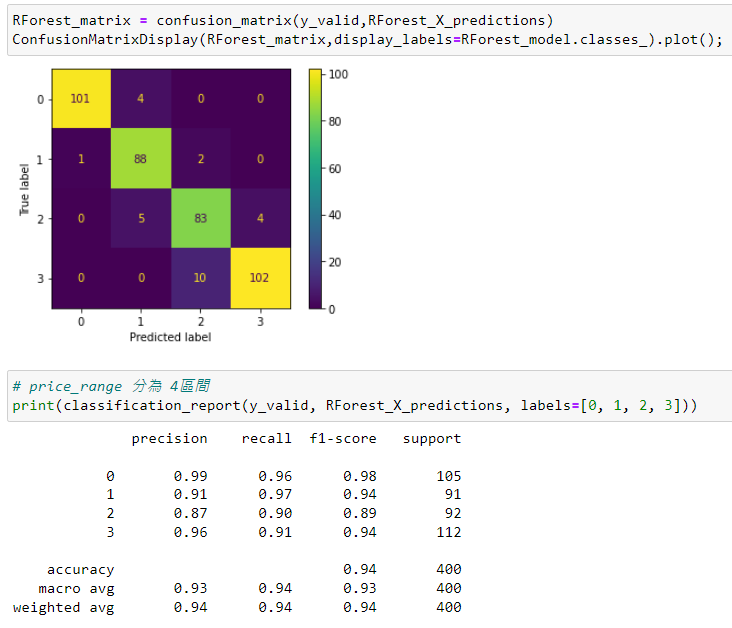 RForest_matrix = confusion_matrix(y_valid,RForest_X_predictions)
ConfusionMatrixDisplay(RForest_matrix,display_labels=RForest_model.classes_).plot();
0 101 4 0 0
1 1 88 2 0
2 0 5 83 4
3 0 0 10 102
0 1 2 3
Predicted label
True label
100
80
60
40
20
0
# price_range 分為 4區間
print(classification_report(y_valid, RForest_X_predictions, labels=[0, 1, 2, 3]))
precision recall f1-score support
0 0.99 0.96 0.98 105
1 0.91 0.97 0.94 91
2 0.87 0.90 0.89 92
3 0.96 0.91 0.94 112
accuracy 0.94 400
macro avg 0.93 0.94 0.93 400
weighted avg 0.94 0.94 0.94 400